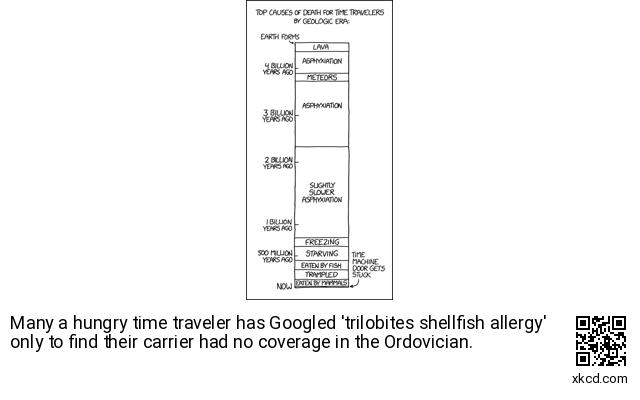 TOP CAUSES OF DEATH FOR TIME TRAVELERS
BY GEOLOGIC ERA:
EARTH FORMS
LAVA
ASPHYXIATION
4 BILLION
YEARS AGO
METEORS
ASPHYXIATION
3 BILLION
YEARS AGO
2 BILLION
YEARS AGO
SLIGHTLY
SLOWER
ASPHYXIATION
1 BILLION
YEARS AGO
FREEZING
STARVING
500 MILLION
YEARS AGO
EATEN BY FISH
TRAMPLED
EATEN BY MAMMALS
NOW
TIME
MACHINE
DOOR GETS
STUCK
Many a hungry time traveler has Googled 'trilobites shellfish allergy'
only to find their carrier had no coverage in the Ordovician.
xkcd.com